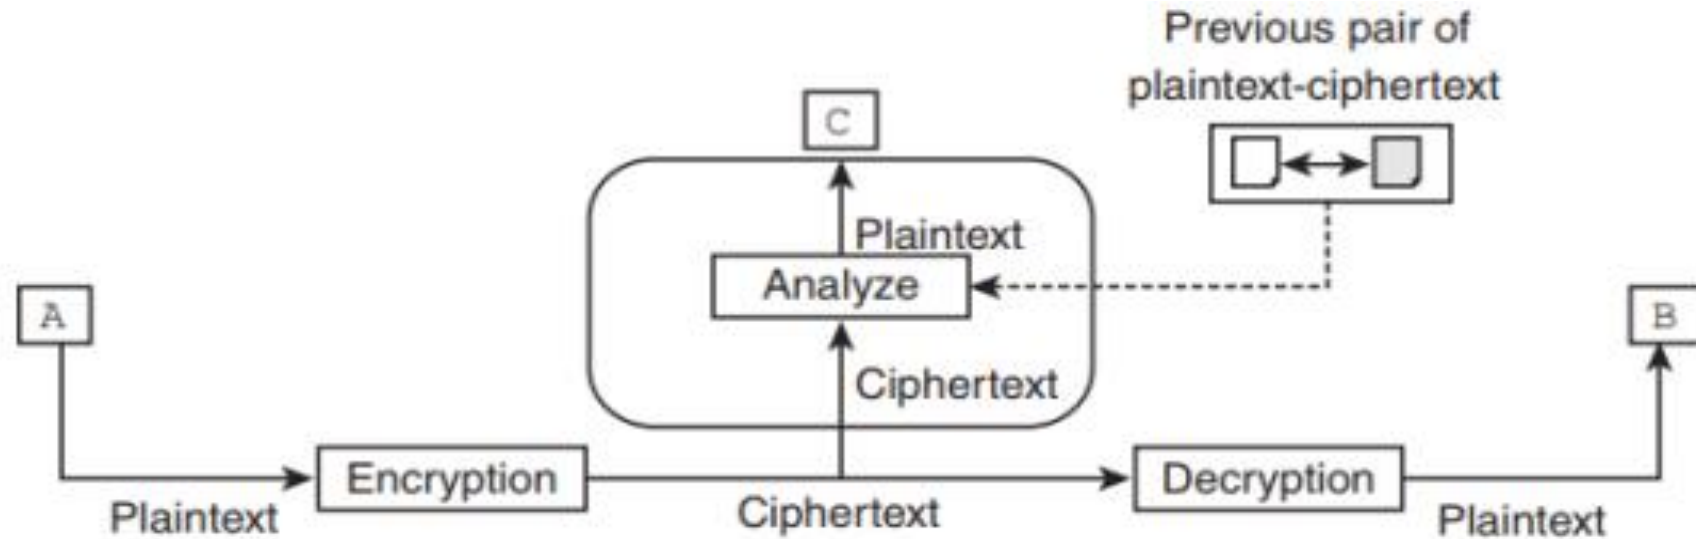 Previous pair of
plaintext-ciphertext
C
Plaintext
Analyze
A
B
Ciphertext
Encryption
Decryption
Plaintext
Ciphertext
Plaintext